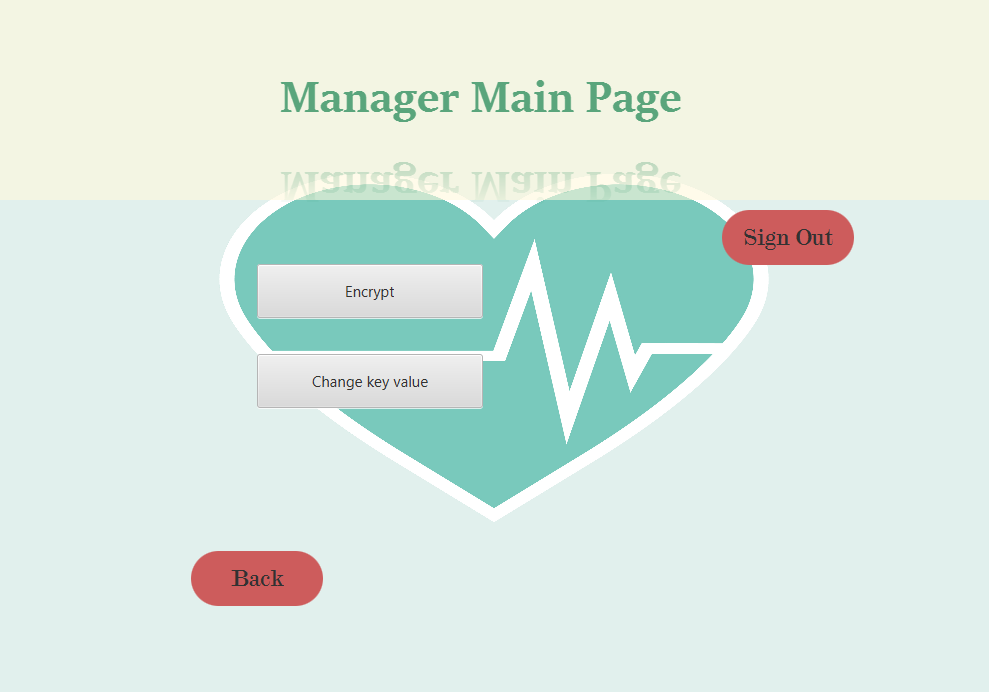 Manager Main Page
Sign Out
Encrypt
Change key value
Back